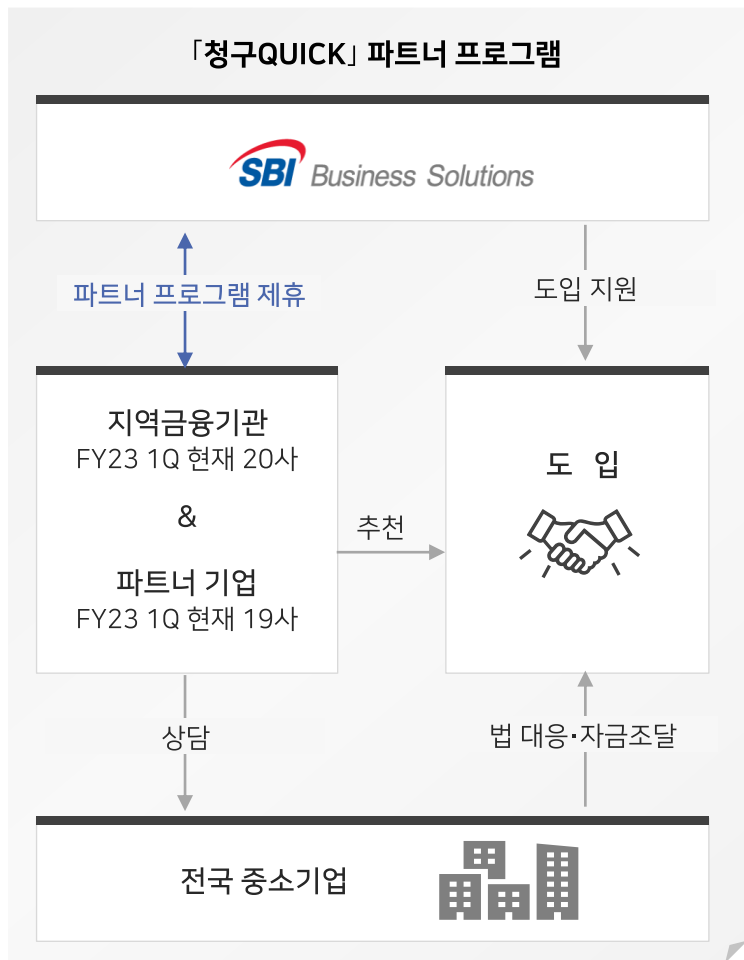 「청구QUICK」 파트너 프로그램
SBI Business Solutions
파트너 프로그램 제휴
도입 지원
지역금융기관
FY23 1Q 현재 20사
&
파트너 기업
FY23 1Q 현재 19사
추천
도 입
상담
법 대응·자금조달
전국 중소기업